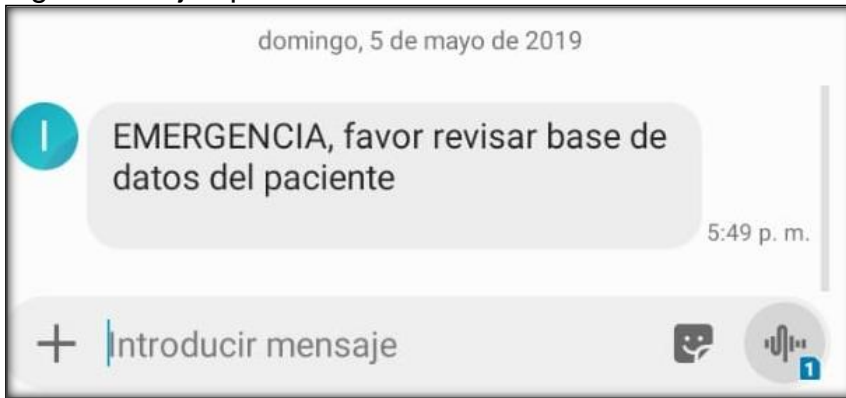 domingo, 5 de mayo de 2019
I
EMERGENCIA, favor revisar base de
datos del paciente
5:49 p. m.
Introducir mensaje
1